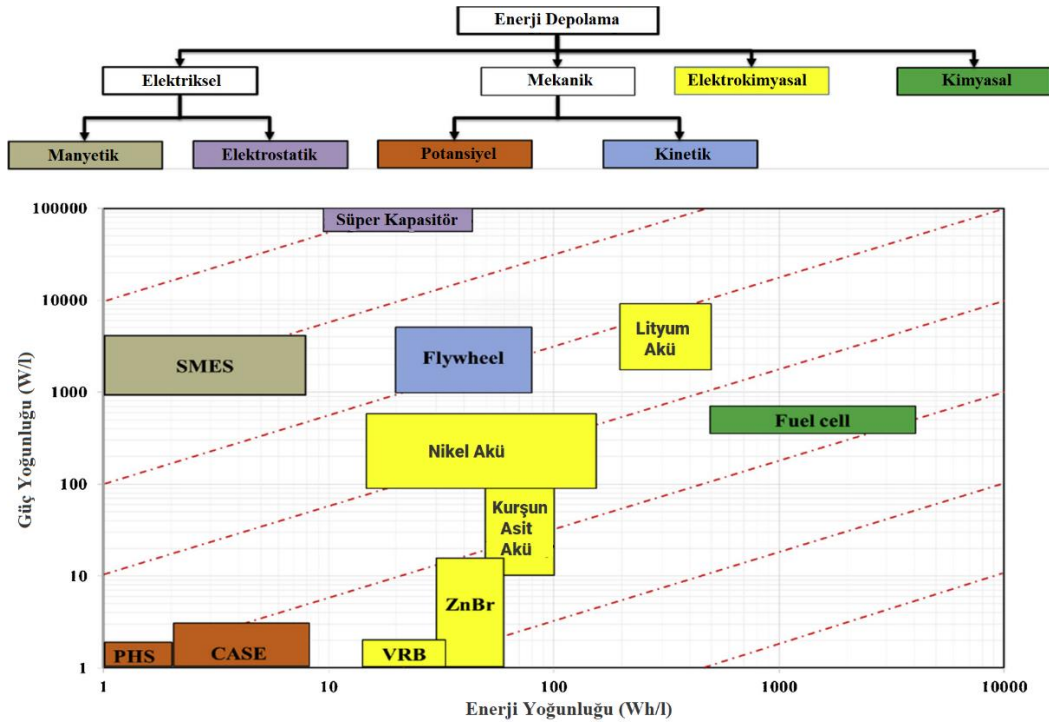 Enerji Depolama
Elektriksel
Mekanik
Elektrokimyasal
Kimyasal
Manyetik
Elektrostatik
Potansiyel
Kinetik
100000
10000
1000
100
10
1
Güç Yoğunluğu (W/l)
Süper Kapasitör
SMES
Flywheel
Lityum
Akü
Fuel cell
Nikel Akü
Kurşun
Asit
Akü
ZnBr
VRB
CASE
PHS
1
10
100
1000
10000
Enerji Yoğunluğu (Wh/l)